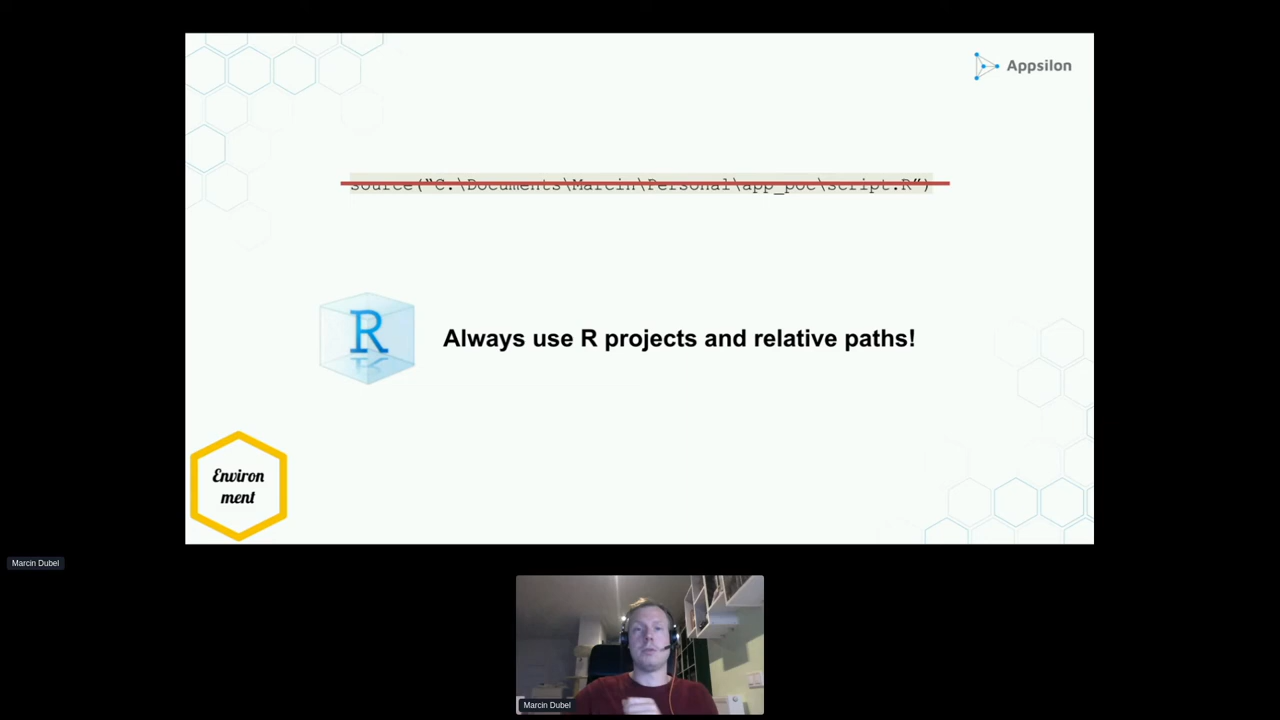 Appsilon
source("C:\Documents\Marcin\Personal\app_poc\script.R")
R
Always use R projects and relative paths!
Environ
ment
Marcin Dubel
Marcin Dubel